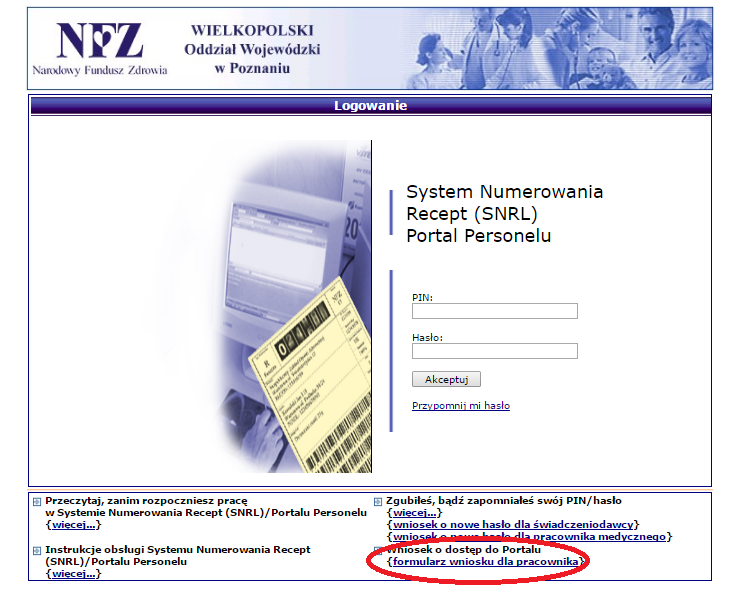 NFZ
Narodowy Fundusz Zdrowia
WIELKOPOLSKI
Oddział Wojewódzki
w Poznaniu
Logowanie
System Numerowania
Recept (SNRL)
Portal Personelu
PIN:
Hasło:
Akceptuj
Przypomnij mi hasło
Przeczytaj, zanim rozpoczniesz pracę
w Systemie Numerowania Recept (SNRL)/Portalu Personelu
{więcej...}
Instrukcje obsługi Systemu Numerowania Recept
(SNRL)/Portalu Personelu
{więcej...}
Zgubiłeś, bądź zapomniałeś swój PIN/hasło
{więcej...}
{wniosek o nowe hasło dla świadczeniodawcy}
{wniosek o nowe hasło dla pracownika medycznego}
Wniosek o dostęp do Portalu
{formularz wniosku dla pracownika}